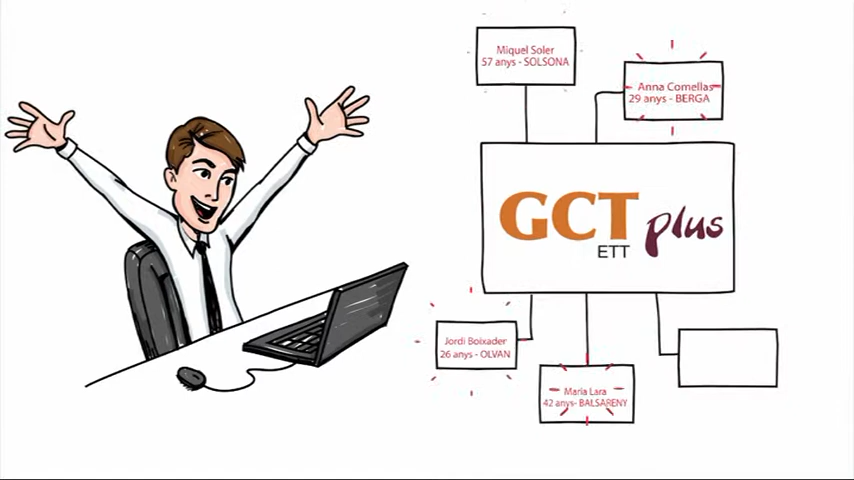 Miquel Soler
57 anys - SOLSONA
Anna Comellas
29 anys - BERGA
GCT plus
ETT
Jordi Boixader
26 anys - OLVAN
Maria Lara
42 anys- BALSARENY